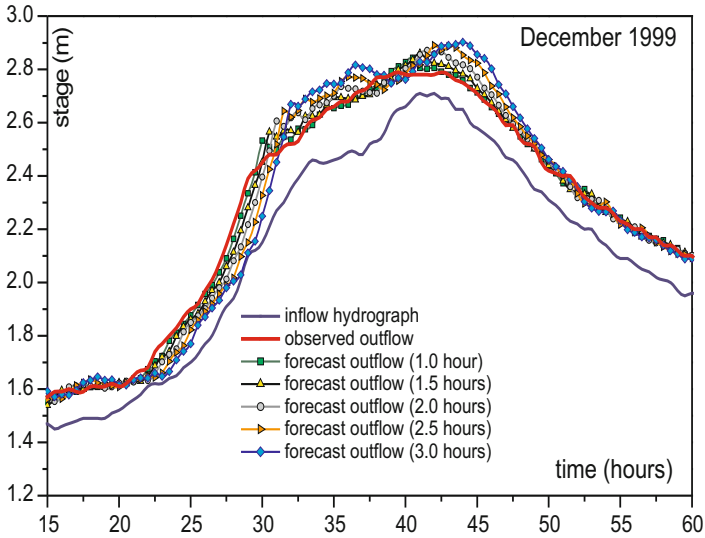 December 1999
stage (m)
3.0
2.8
2.6
2.4
2.2
2.0
1.8
1.6
1.4
1.2
inflow hydrograph
observed outflow
forecast outflow (1.0 hour)
forecast outflow (1.5 hours)
forecast outflow (2.0 hours)
forecast outflow (2.5 hours)
forecast outflow (3.0 hours)
time (hours)
15 20 25 30 35 40 45 50 55 60